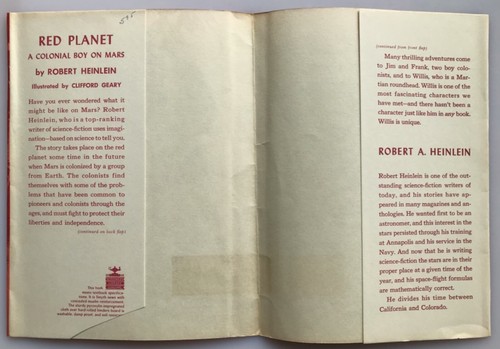 595
RED PLANET
A COLONIAL BOY ON MARS
by ROBERT HEINLEIN
Illustrated by CLIFFORD GEARY
Have you ever wondered what it
might be like on Mars? Robert
Heinlein, who is a top-ranking
writer of science-fiction uses imagi-
nation—based on science to tell you.
The story takes place on the red
planet some time in the future
when Mars is colonized by a group
from Earth. The colonists find
themselves with some of the prob-
lems that have been common to
pioneers and colonists through the
ages, and must fight to protect their
liberties and independence.
(continued on back flap)
This book
(continued from front flap)
Many thrilling adventures come
to Jim and Frank, two boy colo-
nists, and to Willis, who is a Mar-
tian roundhead. Willis is one of the
most fascinating characters we
have met—and there hasn't been a
character just like him in any book.
Willis is unique.
ROBERT A. HEINLEIN
Robert Heinlein is one of the out-
standing science-fiction writers of
today, and his stories have ap-
peared in many magazines and an-
thologies. He wanted first to be an
astronomer, and this interest in the
stars persisted through his training
at Annapolis and his service in the
Navy. And now that he is writing
science-fiction the stars are in their
proper place at a given time of the
year, and his space-flight formulas
are mathematically correct.
He divides his time between
California and Colorado.